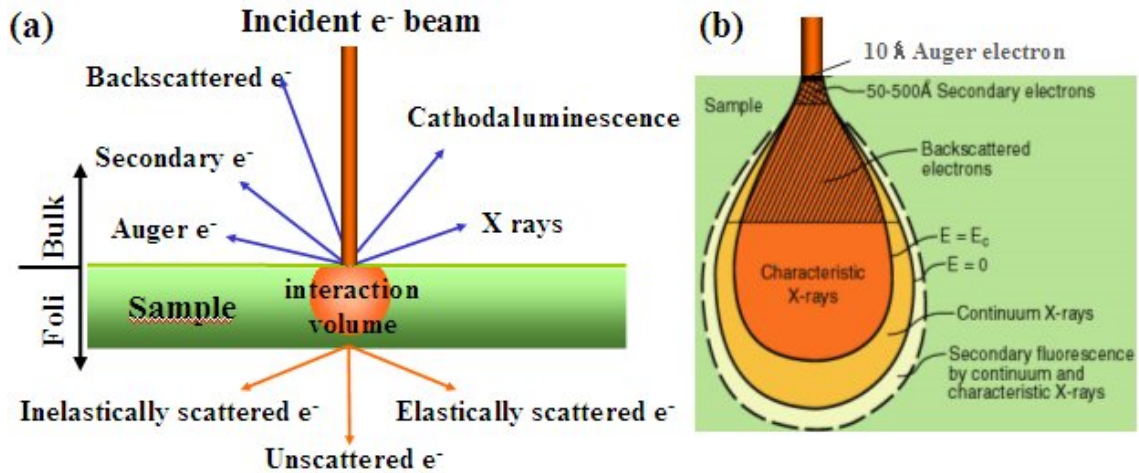 (a)
Incident e- beam
Backscattered e-
Cathodaluminescence
Secondary e-
Auger e-
X rays
Bulk
Foli
Sample
interaction
volume
Inelastically scattered e-
Elastically scattered e-
Unscattered e-
(b)
10 Å Auger electron
50-500Å Secondary electrons
Sample
Backscattered
electrons
E = Ec
E = 0
Characteristic
X-rays
Continuum X-rays
Secondary fluorescence
by continuum and
characteristic X-rays